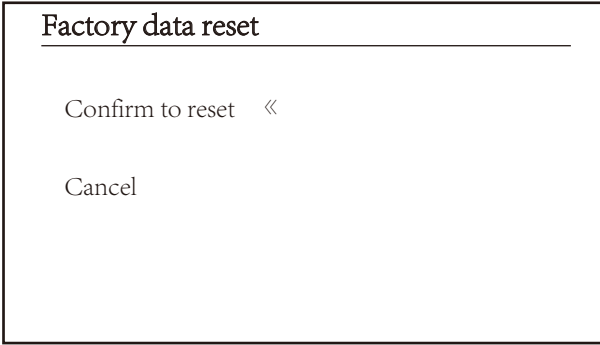 Factory data reset
Confirm to reset «
Cancel